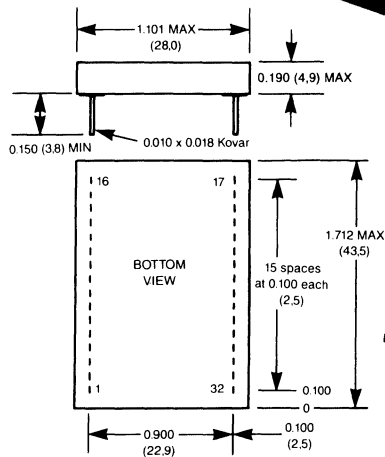 1.101 MAX
(28,0)
0.190 (4,9) MAX
0.150 (3,8) MIN
0.010 x 0.018 Kovar
16 17
1.712 MAX
(43,5)
BOTTOM
VIEW
15 spaces
at 0.100 each
(2,5)
1 32
0.100
0
0.900
(22,9)
0.100
(2,5)